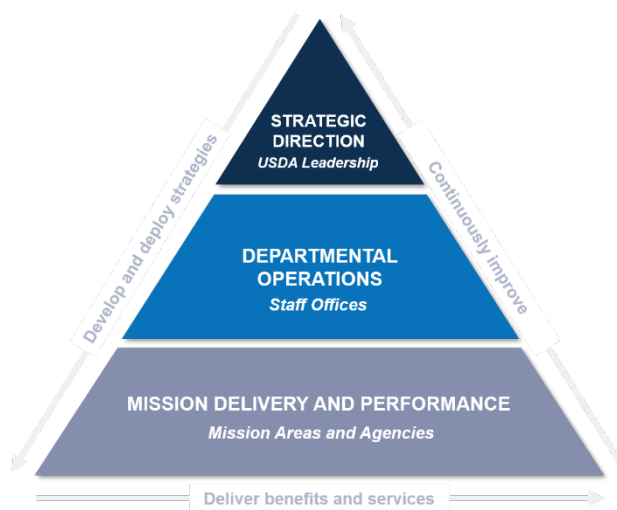 STRATEGIC
DIRECTION
USDA Leadership
DEPARTMENTAL
OPERATIONS
Staff Offices
MISSION DELIVERY AND PERFORMANCE
Mission Areas and Agencies
Develop and deploy strategies
Continuously improve
Deliver benefits and services